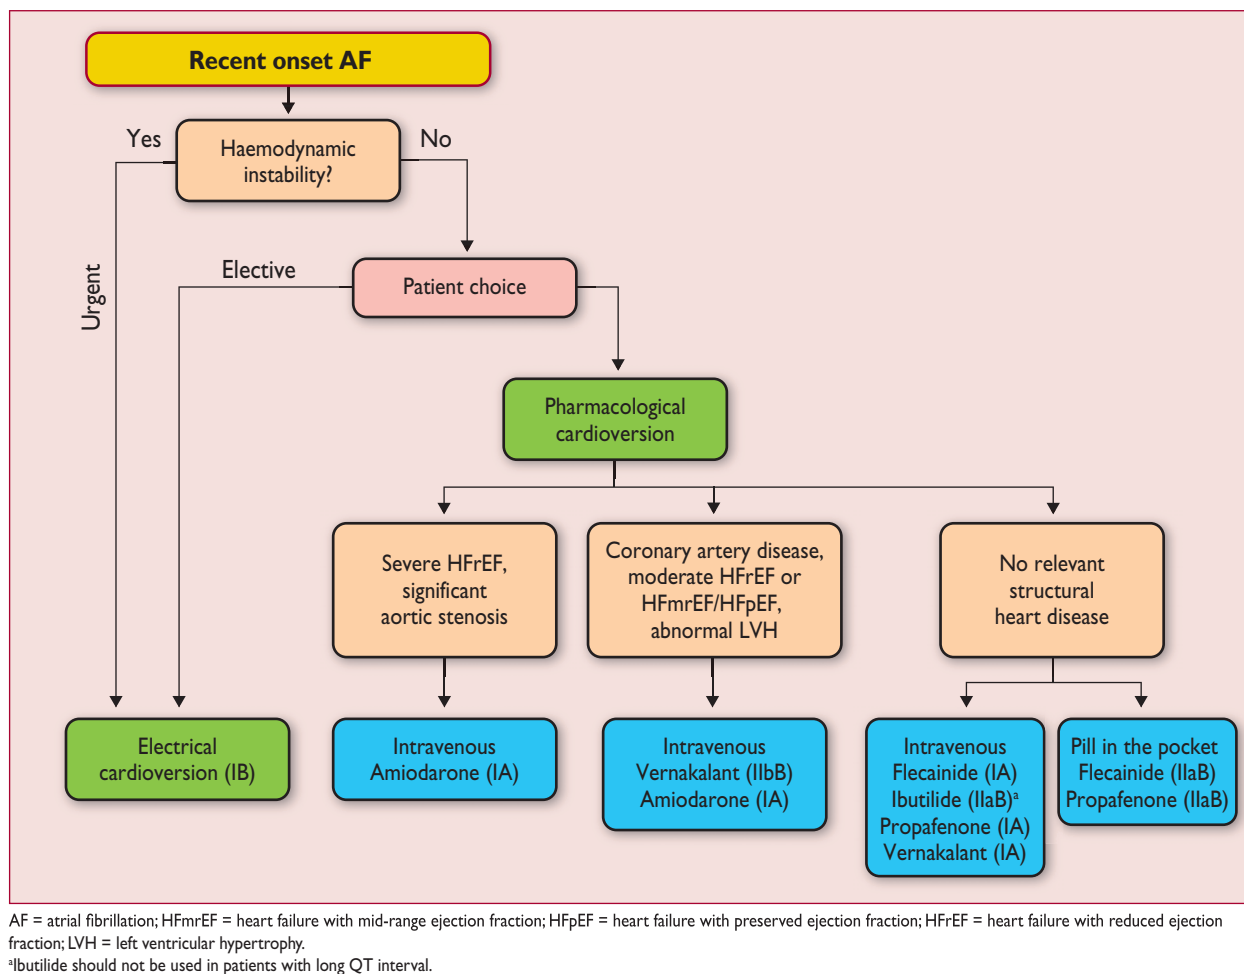 Recent onset AF
Yes
Haemodynamic
instability?
No
Urgent
Elective
Patient choice
Pharmacological
cardioversion
Severe HFrEF,
significant
aortic stenosis
Coronary artery disease,
moderate HFrEF or
HFmrEF/HFpEF,
abnormal LVH
No relevant
structural
heart disease
Electrical
cardioversion (IB)
Intravenous
Amiodarone (IA)
Intravenous
Vernakalant (IIbB)
Amiodarone (IA)
Intravenous
Flecainide (IA)
Ibutilide (IIaB)ᵃ
Propafenone (IA)
Vernakalant (IA)
Pill in the pocket
Flecainide (IIaB)
Propafenone (IIaB)
AF = atrial fibrillation; HFmrEF = heart failure with mid-range ejection fraction; HFpEF = heart failure with preserved ejection fraction; HFrEF = heart failure with reduced ejection
fraction; LVH = left ventricular hypertrophy.
ᵃIbutilide should not be used in patients with long QT interval.